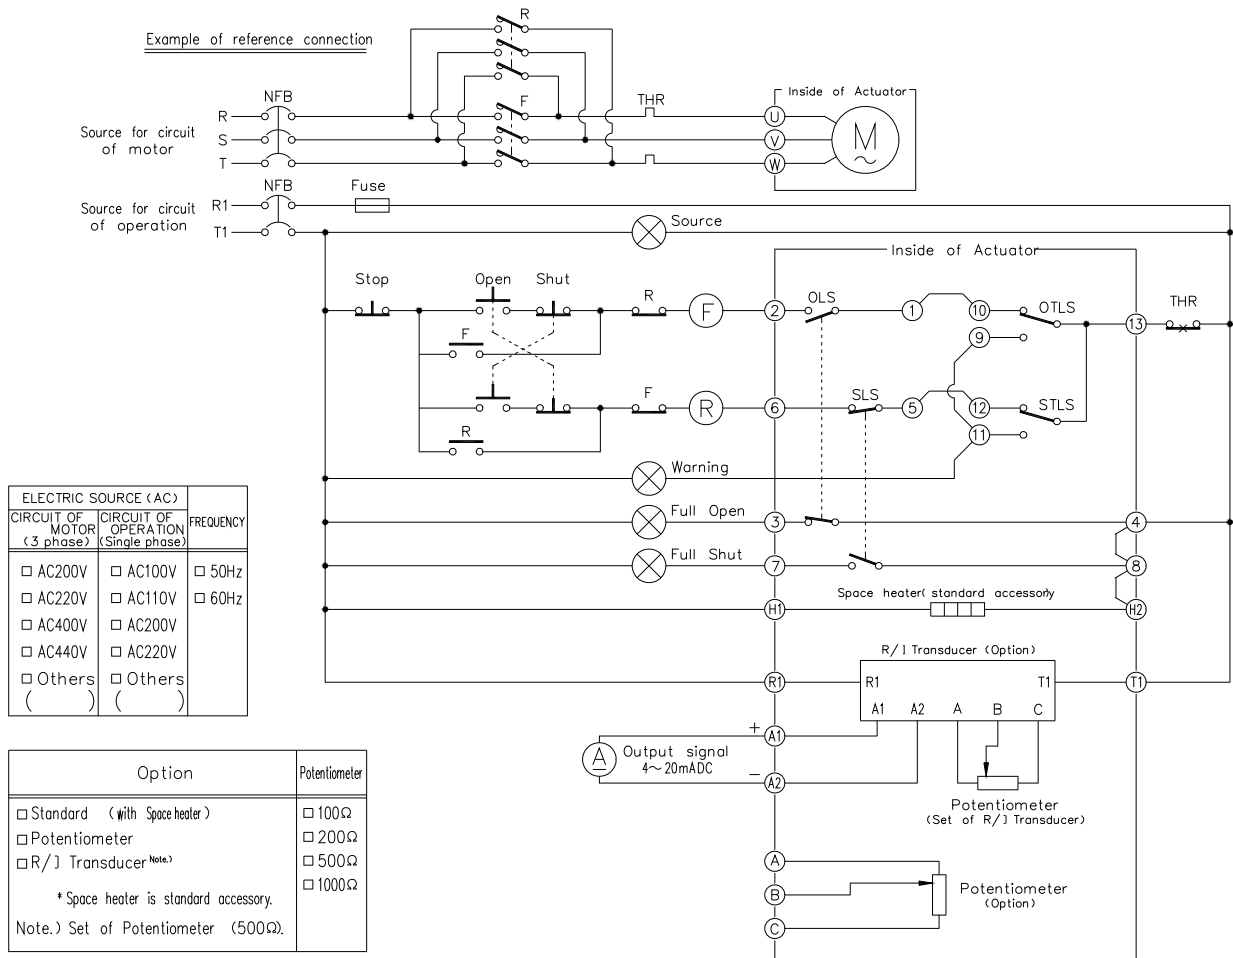 Example of reference connection
R
NFB
F
THR
Inside of Actuator
R
S
T
U
V
W
M
Source for circuit
of motor
NFB
Fuse
R1
T1
Source for circuit
of operation
Source
Inside of Actuator
Stop
Open
Shut
R
F
2
OLS
1
10
OTLS
13
THR
F
9
F
R
6
SLS
5
12
STLS
R
11
Warning
Full Open
3
4
Full Shut
7
8
Space heater(standard accessory)
H1
H2
R/I Transducer (Option)
R1
R1
T1
T1
A1
A2
A
B
C
+
A1
A
Output signal
4～20mADC
−
A2
Potentiometer
(Set of R/I Transducer)
A
B
C
Potentiometer
(Option)
ELECTRIC SOURCE (AC)
FREQUENCY
CIRCUIT OF
MOTOR
(3 phase)
CIRCUIT OF
OPERATION
(Single phase)
□ AC200V □ AC100V □ 50Hz
□ AC220V □ AC110V □ 60Hz
□ AC400V □ AC200V
□ AC440V □ AC220V
□ Others □ Others
( ) ( )
Option Potentiometer
□ Standard (with Space heater) □ 100Ω
□ Potentiometer □ 200Ω
□ R/I Transducer Note.) □ 500Ω
□ 1000Ω
* Space heater is standard accessory.
Note.) Set of Potentiometer (500Ω).